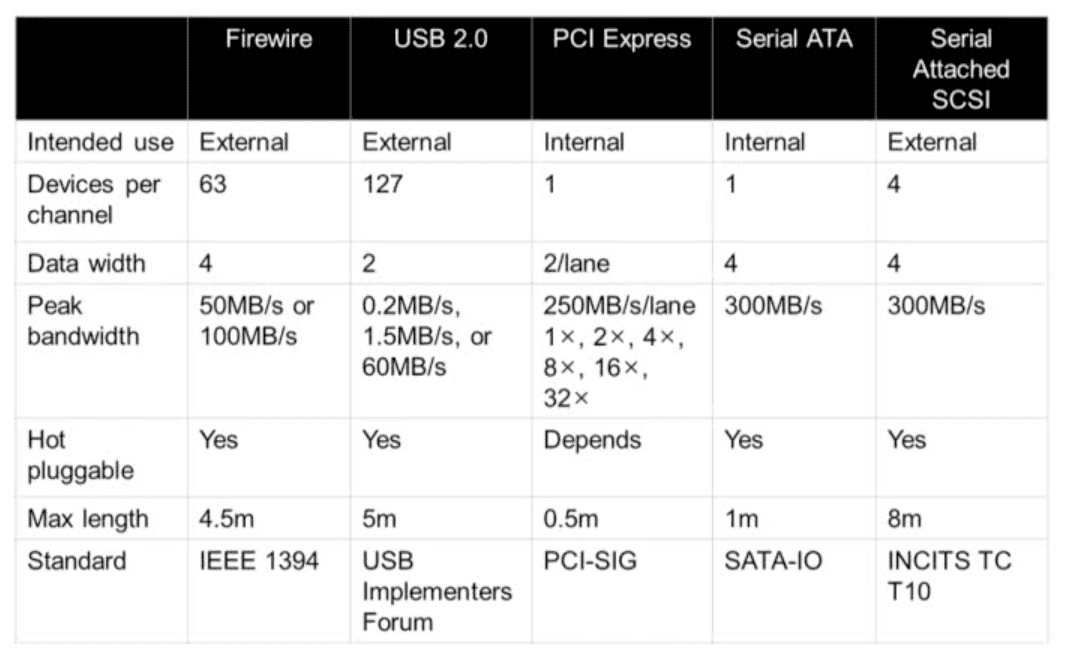 Firewire USB 2.0 PCI Express Serial ATA Serial
Attached
SCSI
Intended use External External Internal Internal External
Devices per 63 127 1 1 4
channel
Data width 4 2 2/lane 4 4
Peak 50MB/s or 0.2MB/s, 250MB/s/lane 300MB/s 300MB/s
bandwidth 100MB/s 1.5MB/s, or 1×, 2×, 4×,
60MB/s 8×, 16×,
32×
Hot Yes Yes Depends Yes Yes
pluggable
Max length 4.5m 5m 0.5m 1m 8m
Standard IEEE 1394 USB PCI-SIG SATA-IO INCITS TC
Implementers T10
Forum